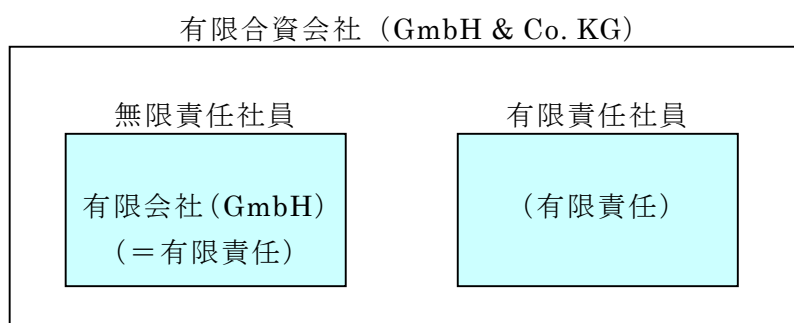 有限合資会社（GmbH & Co. KG）
無限責任社員
有限責任社員
有限会社（GmbH）
（＝有限責任）
（有限責任）